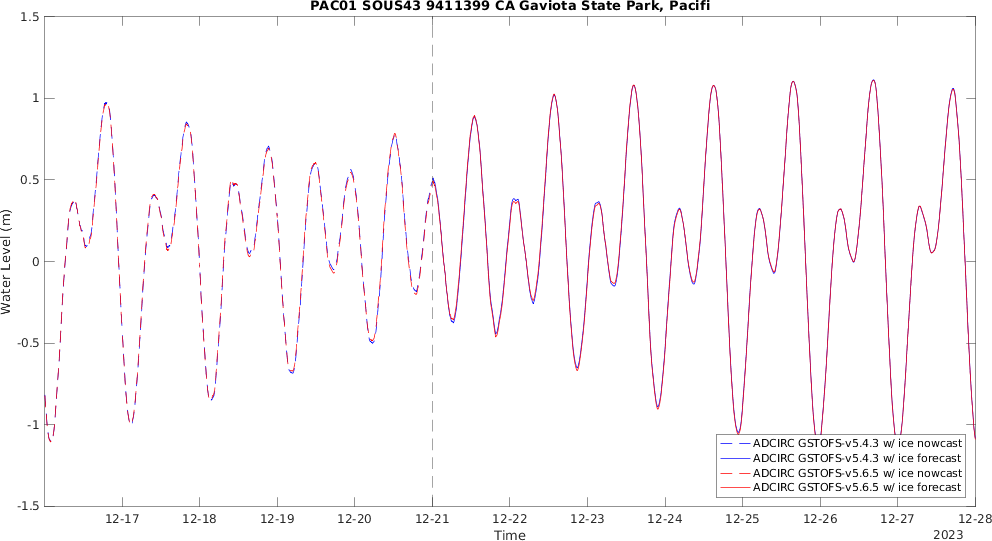 PAC01 SOUS43 9411399 CA Gaviota State Park, Pacifi
1.5
1
0.5
0
-0.5
-1
-1.5
Water Level (m)
12-17 12-18 12-19 12-20 12-21 12-22 12-23 12-24 12-25 12-26 12-27 12-28
Time
2023
ADCIRC GSTOFS-v5.4.3 w/ ice nowcast
ADCIRC GSTOFS-v5.4.3 w/ ice forecast
ADCIRC GSTOFS-v5.6.5 w/ ice nowcast
ADCIRC GSTOFS-v5.6.5 w/ ice forecast